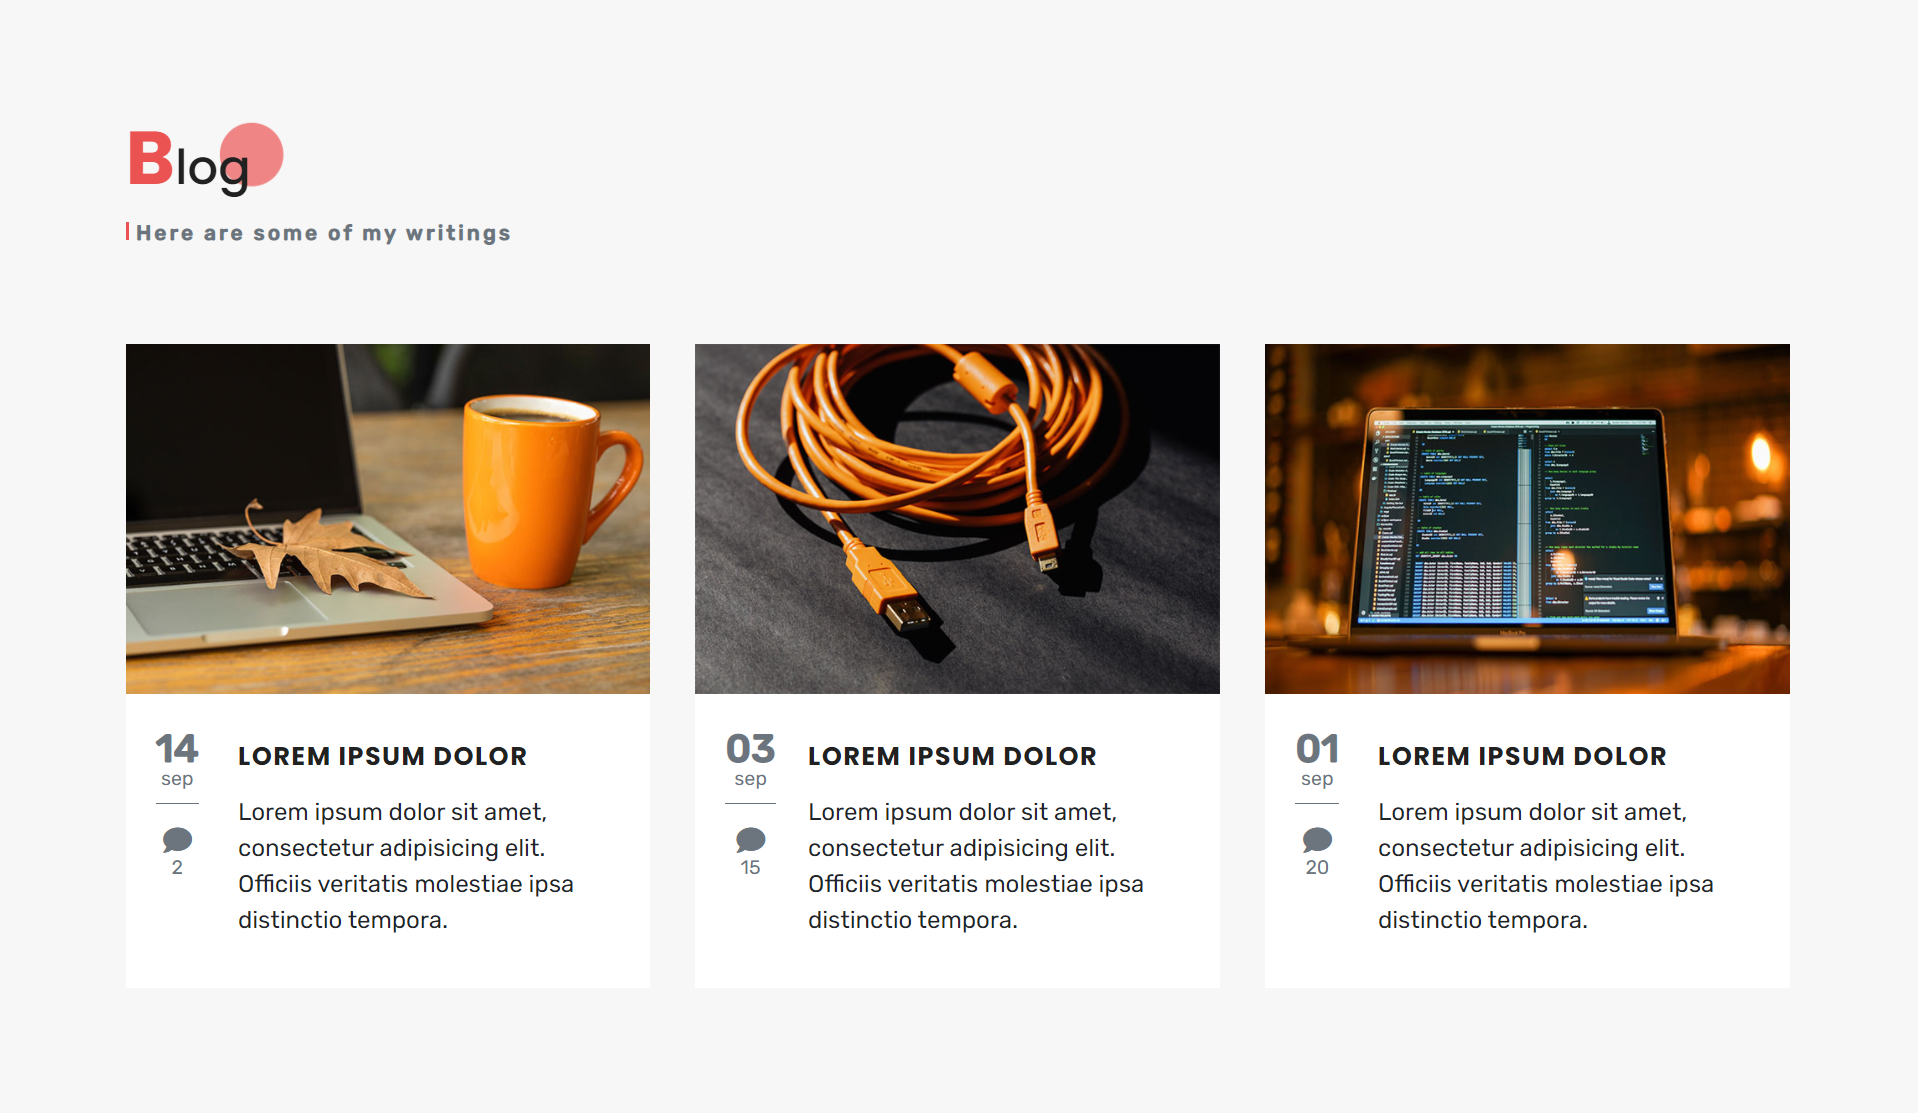 Blog
Here are some of my writings
14
sep
2
LOREM IPSUM DOLOR
Lorem ipsum dolor sit amet,
consectetur adipisicing elit.
Officiis veritatis molestiae ipsa
distinctio tempora.
03
sep
15
LOREM IPSUM DOLOR
Lorem ipsum dolor sit amet,
consectetur adipisicing elit.
Officiis veritatis molestiae ipsa
distinctio tempora.
MacBook Pro
01
sep
20
LOREM IPSUM DOLOR
Lorem ipsum dolor sit amet,
consectetur adipisicing elit.
Officiis veritatis molestiae ipsa
distinctio tempora.